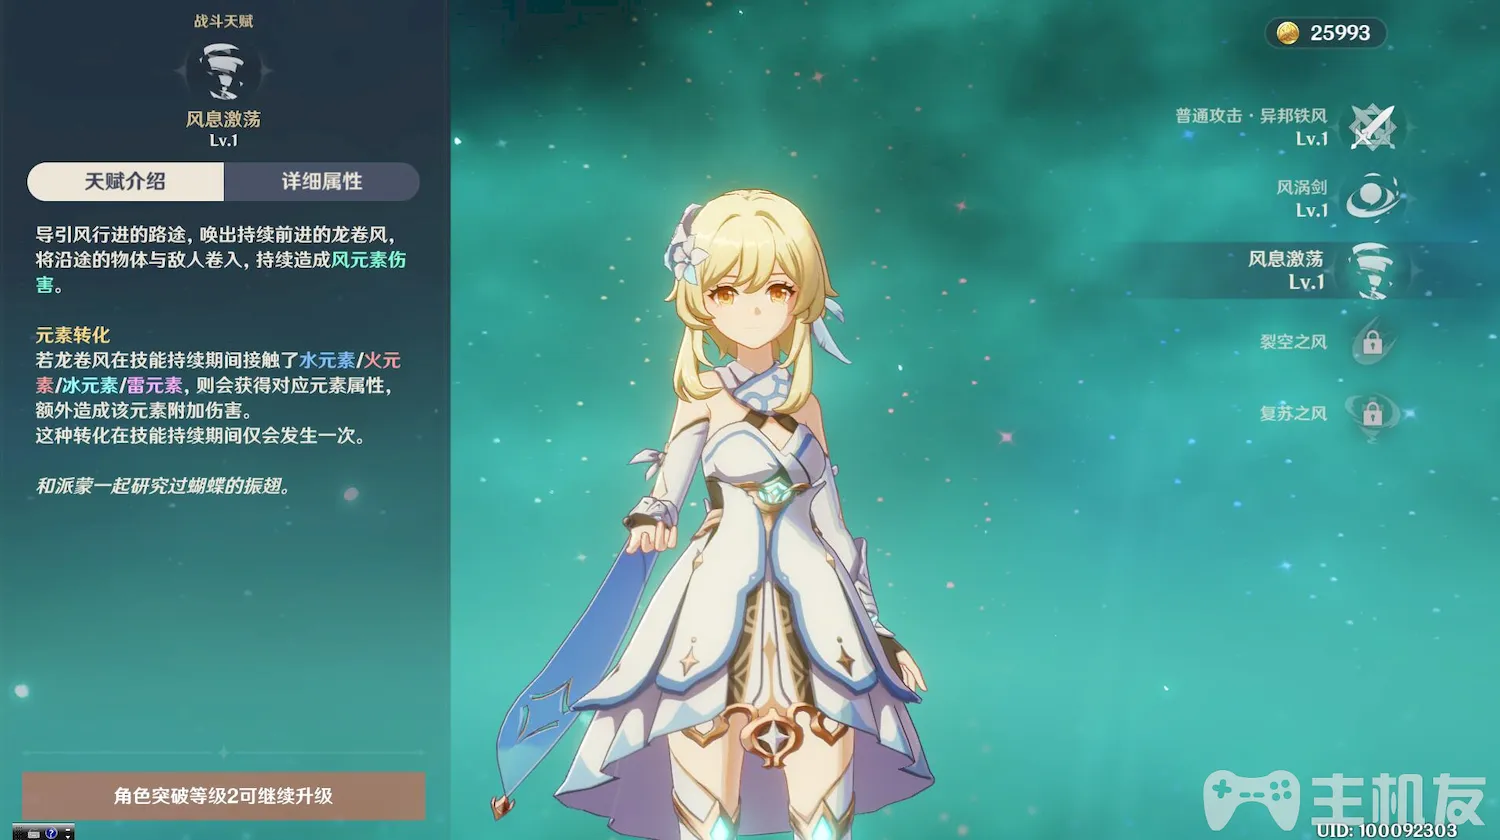 战斗天赋
风息激荡
Lv.1
天赋介绍
详细属性
导引风行进的路途，唤出持续前进的龙卷风，
将沿途的物体与敌人卷入，持续造成风元素伤
害。
元素转化
若龙卷风在技能持续期间接触了水元素/火元
素/冰元素/雷元素，则会获得对应元素属性，
额外造成该元素附加伤害。
这种转化在技能持续期间仅会发生一次。
和派蒙一起研究过蝴蝶的振翅。
角色突破等级2可继续升级
25993
普通攻击·异邦铁风
Lv.1
风涡剑
Lv.1
风息激荡
Lv.1
裂空之风
复苏之风
主机友
UID: 100092303